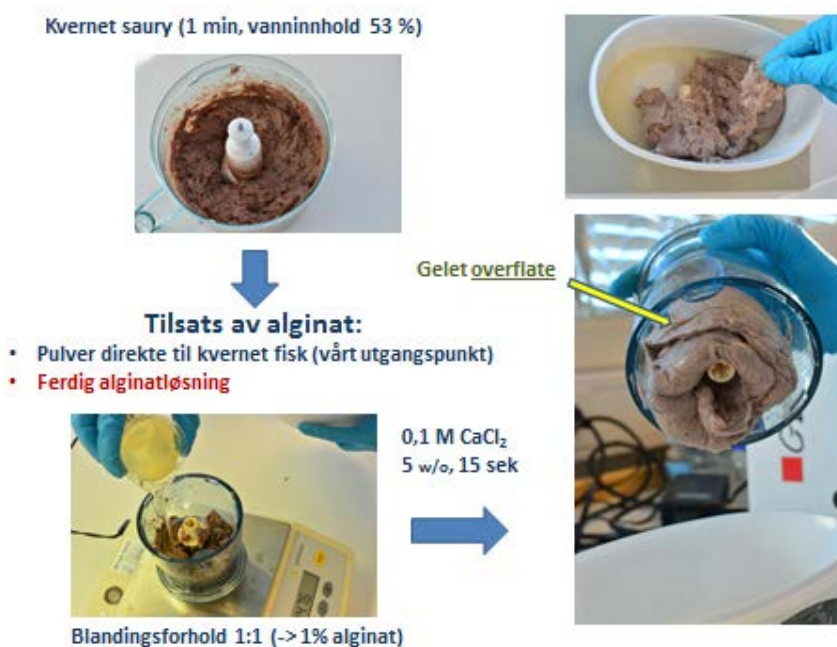 Kvernet saury (1 min, vanninnhold 53 %)
Gelet overflate
Tilsats av alginat:
• Pulver direkte til kvernet fisk (vårt utgangspunkt)
• Ferdig alginatløsning
0,1 M CaCl₂
5 w/o, 15 sek
Blandingsforhold 1:1 (-> 1% alginat)